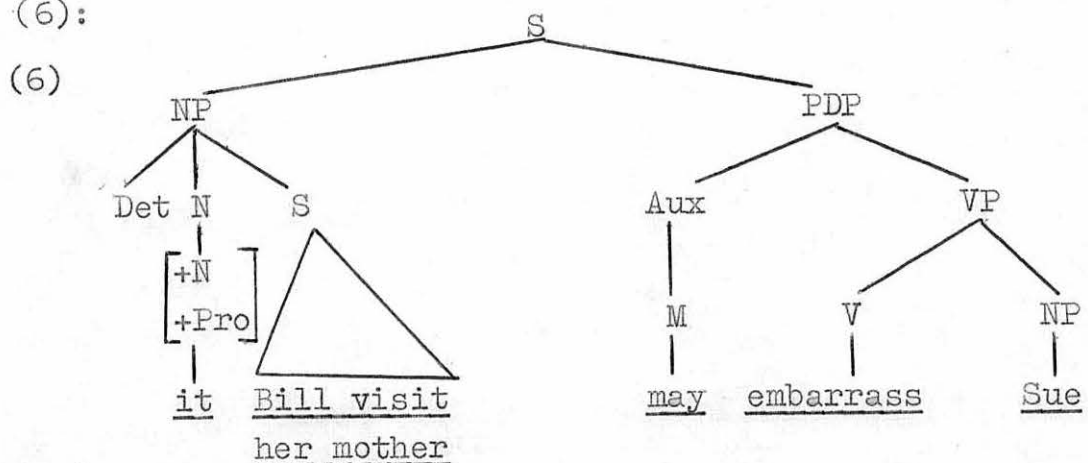 (6):
S
(6)
NP PDP
Det N S Aux VP
+N
+Pro M V NP
it Bill visit may embarrass Sue
her mother